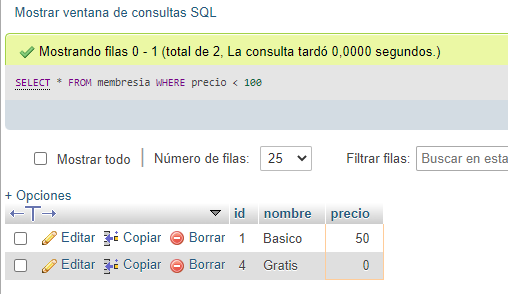 Mostrar ventana de consultas SQL
Mostrando filas 0 - 1 (total de 2, La consulta tardó 0,0000 segundos.)
SELECT * FROM membresia WHERE precio < 100
Mostrar todo Número de filas: 25 Filtrar filas: Buscar en esta
+ Opciones
id nombre precio
Editar Copiar Borrar 1 Basico 50
Editar Copiar Borrar 4 Gratis 0